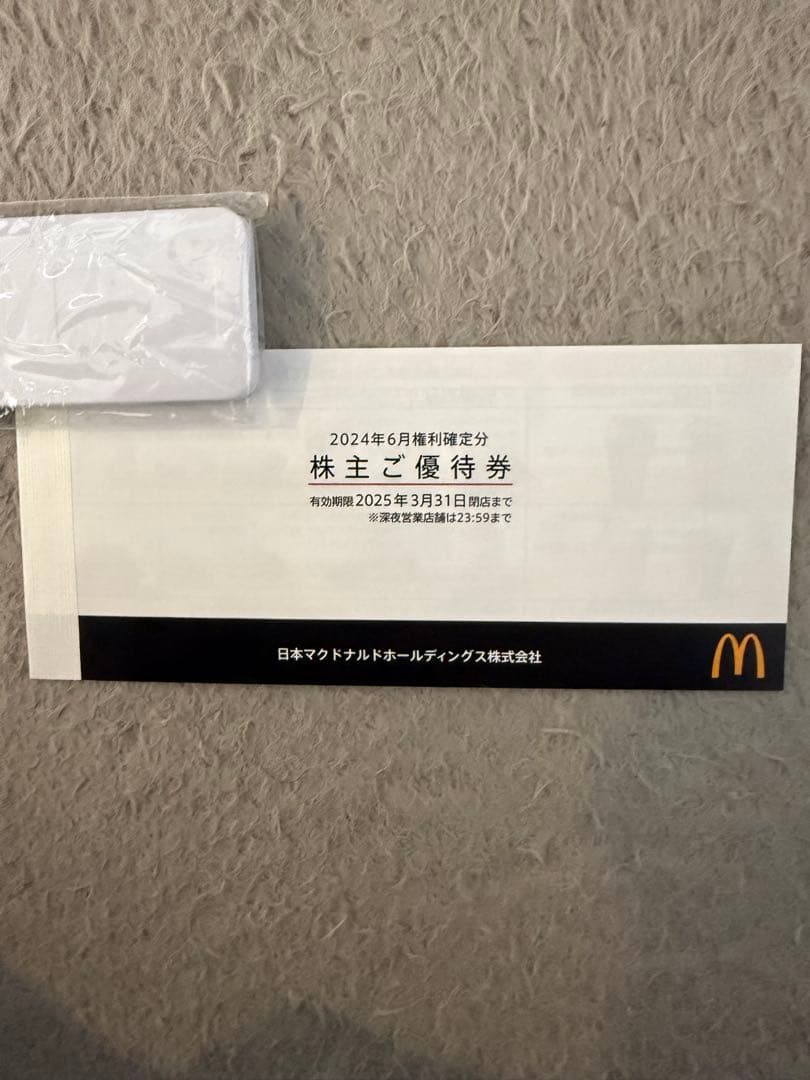 2024年6月権利確定分
株主ご優待券
有効期限2025年3月31日閉店まで
※深夜営業店舗は23:59まで
日本マクドナルドホールディングス株式会社